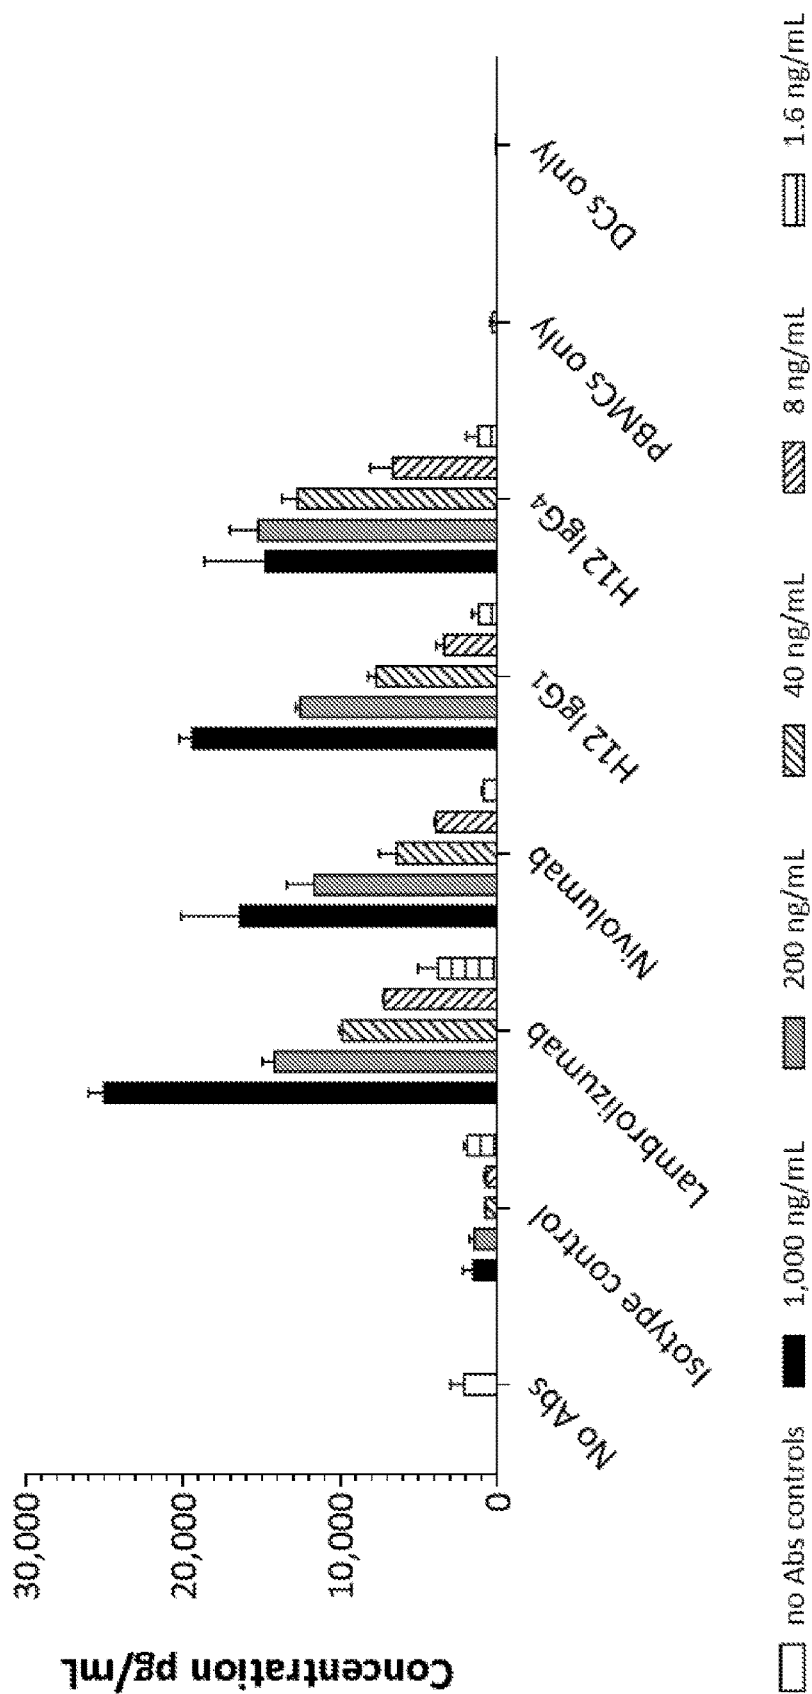 Concentration pg/mL
30,000
20,000
10,000
0
No Abs
Isotype control
Lambrolizumab
Nivolumab
H12 IgG1
H12 IgG4
PBMCs only
DCs only
no Abs controls
1,000 ng/mL
200 ng/mL
40 ng/mL
8 ng/mL
1.6 ng/mL